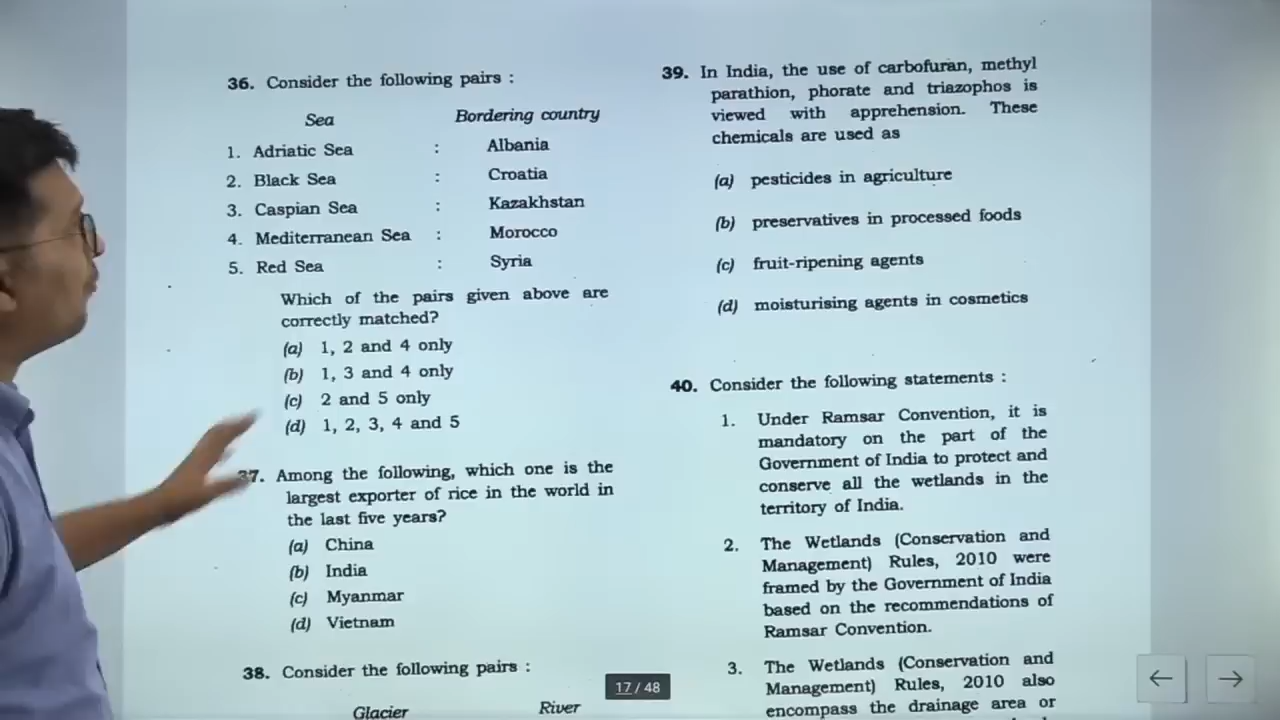 36. Consider the following pairs :
Sea Bordering country
1. Adriatic Sea : Albania
2. Black Sea : Croatia
3. Caspian Sea : Kazakhstan
4. Mediterranean Sea : Morocco
5. Red Sea : Syria
Which of the pairs given above are
correctly matched?
(a) 1, 2 and 4 only
(b) 1, 3 and 4 only
(c) 2 and 5 only
(d) 1, 2, 3, 4 and 5
37. Among the following, which one is the
largest exporter of rice in the world in
the last five years?
(a) China
(b) India
(c) Myanmar
(d) Vietnam
38. Consider the following pairs :
Glacier River
39. In India, the use of carbofuran, methyl
parathion, phorate and triazophos is
viewed with apprehension. These
chemicals are used as
(a) pesticides in agriculture
(b) preservatives in processed foods
(c) fruit-ripening agents
(d) moisturising agents in cosmetics
40. Consider the following statements :
1. Under Ramsar Convention, it is
mandatory on the part of the
Government of India to protect and
conserve all the wetlands in the
territory of India.
2. The Wetlands (Conservation and
Management) Rules, 2010 were
framed by the Government of India
based on the recommendations of
Ramsar Convention.
3. The Wetlands (Conservation and
Management) Rules, 2010 also
encompass the drainage area or
17 / 48